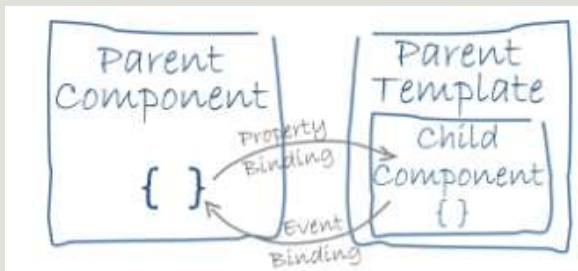 Parent
Component
{ }
Property
Binding
Event
Binding
Parent
Template
Child
Component
{ }